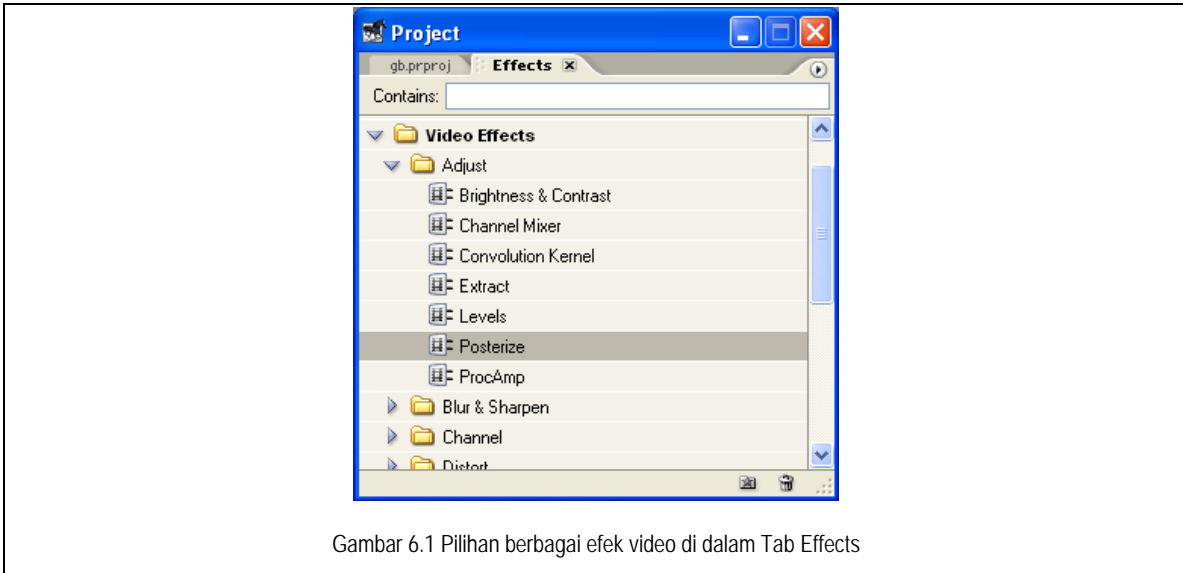 Project
gb.prproj Effects
Contains:
Video Effects
Adjust
Brightness & Contrast
Channel Mixer
Convolution Kernel
Extract
Levels
Posterize
ProcAmp
Blur & Sharpen
Channel
Distort
Gambar 6.1 Pilihan berbagai efek video di dalam Tab Effects